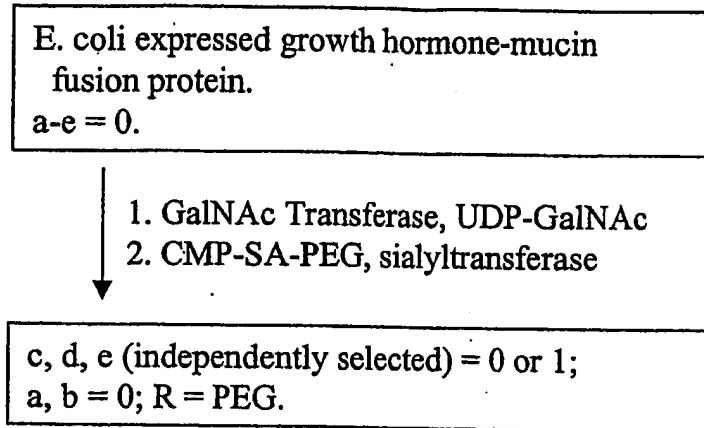 E. coli expressed growth hormone-mucin
fusion protein.
a-e = 0.
1. GalNAc Transferase, UDP-GalNAc
2. CMP-SA-PEG, sialyltransferase
c, d, e (independently selected) = 0 or 1;
a, b = 0; R = PEG.